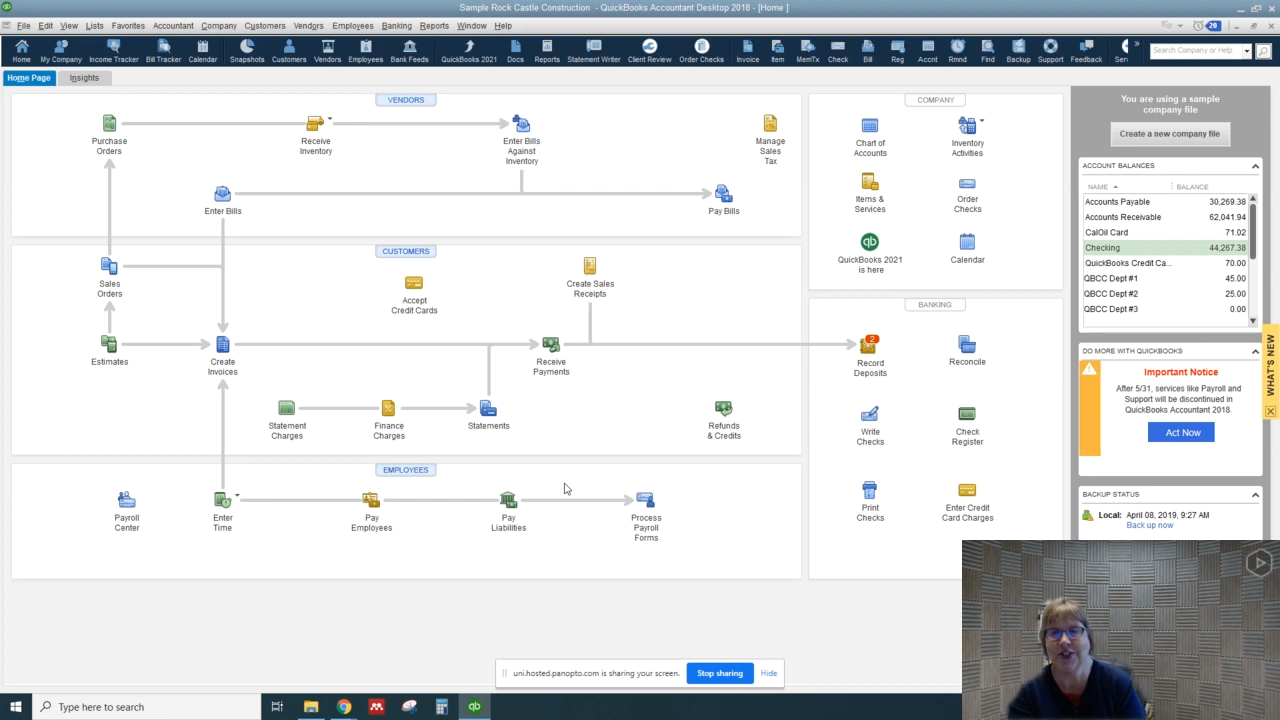 Sample Rock Castle Construction - QuickBooks Accountant Desktop 2018 - [Home ]
File Edit View Lists Favorites Accountant Company Customers Vendors Employees Banking Reports Window Help
20
Home My Company Income Tracker Bill Tracker Calendar Snapshots Customers Vendors Employees Bank Feeds QuickBooks 2021 Docs Reports Statement Writer Client Review Order Checks Invoice Item MemTx Check Bill Reg Accnt Rmnd Find Backup Support Feedback Serv
Search Company or Help
Home Page Insights
VENDORS
Purchase
Orders
Receive
Inventory
Enter Bills
Against
Inventory
Manage
Sales
Tax
Enter Bills
Pay Bills
CUSTOMERS
Sales
Orders
Accept
Credit Cards
Create Sales
Receipts
Estimates
Create
Invoices
Receive
Payments
Statement
Charges
Finance
Charges
Statements
Refunds
& Credits
EMPLOYEES
Payroll
Center
Enter
Time
Pay
Employees
Pay
Liabilities
Process
Payroll
Forms
COMPANY
Chart of
Accounts
Inventory
Activities
Items &
Services
Order
Checks
qb
QuickBooks 2021
is here
Calendar
BANKING
2
Record
Deposits
Reconcile
Write
Checks
Check
Register
Print
Checks
Enter Credit
Card Charges
You are using a sample
company file
Create a new company file
ACCOUNT BALANCES
NAME BALANCE
Accounts Payable 30,269.38
Accounts Receivable 62,041.94
CalOil Card 71.02
Checking 44,267.38
QuickBooks Credit Ca... 70.00
QBCC Dept #1 45.00
QBCC Dept #2 25.00
QBCC Dept #3 0.00
DO MORE WITH QUICKBOOKS
Important Notice
After 5/31, services like Payroll and
Support will be discontinued in
QuickBooks Accountant 2018.
Act Now
WHAT'S NEW
BACKUP STATUS
Local: April 08, 2019, 9:27 AM
Back up now
uni.hosted.panopto.com is sharing your screen. Stop sharing Hide
Type here to search
qb